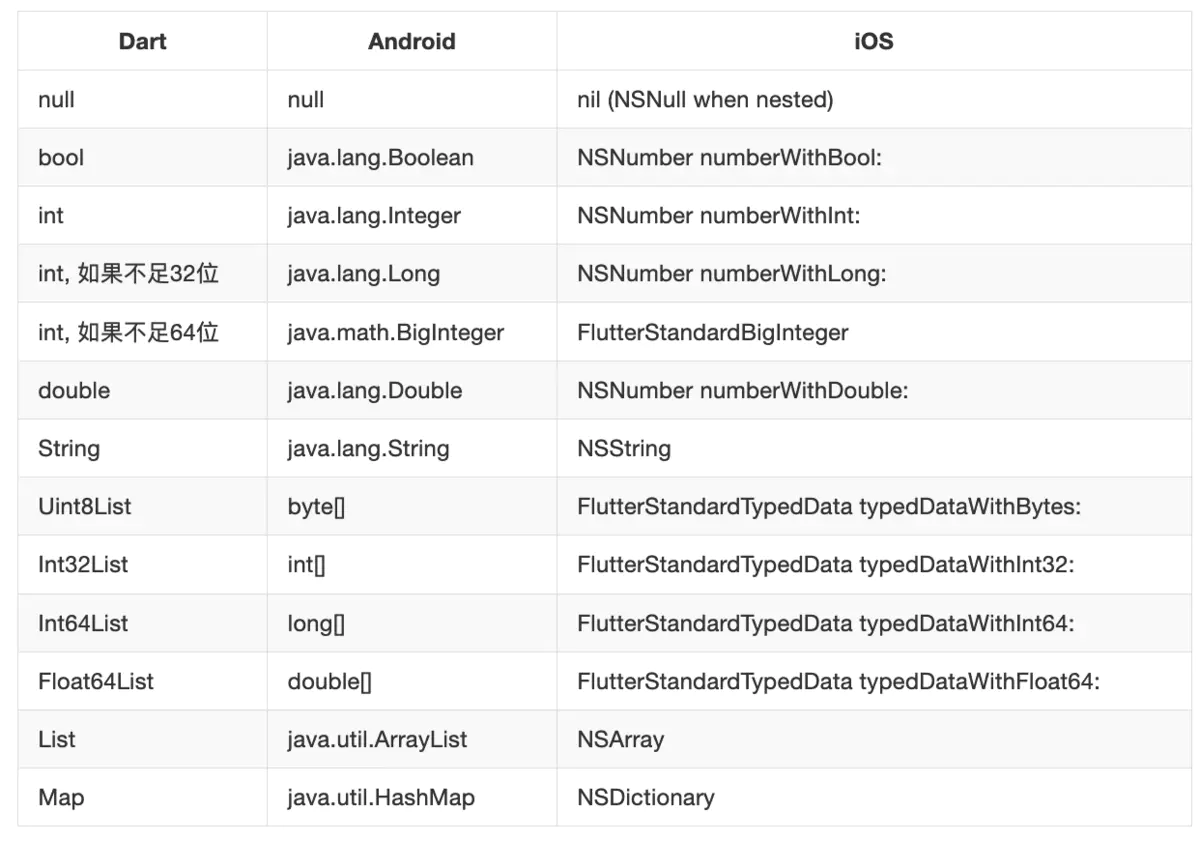 Dart Android iOS
null null nil (NSNull when nested)
bool java.lang.Boolean NSNumber numberWithBool:
int java.lang.Integer NSNumber numberWithInt:
int, 如果不足32位 java.lang.Long NSNumber numberWithLong:
int, 如果不足64位 java.math.BigInteger FlutterStandardBigInteger
double java.lang.Double NSNumber numberWithDouble:
String java.lang.String NSString
Uint8List byte[] FlutterStandardTypedData typedDataWithBytes:
Int32List int[] FlutterStandardTypedData typedDataWithInt32:
Int64List long[] FlutterStandardTypedData typedDataWithInt64:
Float64List double[] FlutterStandardTypedData typedDataWithFloat64:
List java.util.ArrayList NSArray
Map java.util.HashMap NSDictionary